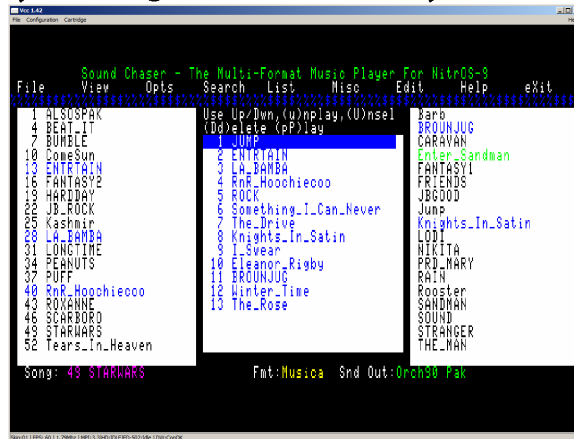 Vcc 1.42
File Configuration Cartridge
Sound Chaser - The Multi-Format Music Player For NitrOS-9
File View Opts Search List Misc Edit Help eXit
1 ALSOSPAK
4 BEAT_IT
7 BUMBLE
10 ComeSun
13 ENTRTAIN
16 FANTASY2
19 HARDDAY
22 JB_ROCK
25 Kashmir
28 LA_BAMBA
31 LONGTIME
34 PEANUTS
37 PUFF
40 RnR_Hoochiecoo
43 ROXANNE
46 SCARBORO
49 STARWARS
52 Tears_In_Heaven
Use Up/Dwn,(u)nplay,(U)nsel
(Dd)elete (pP)lay
1 JUMP
2 ENTRTAIN
3 LA_BAMBA
4 RnR_Hoochiecoo
5 ROCK
6 Something_I_Can_Never
7 The_Drive
8 Knights_In_Satin
9 I_Swear
10 Eleanor_Rigby
11 BROUNJUG
12 Winter_Time
13 The_Rose
Barb
BROUNJUG
CARAVAN
Enter_Sandman
FANTASY1
FRIENDS
JBGOOD
Jump
Knights_In_Satin
LODI
NIKITA
PRD_MARY
RAIN
Rooster
SANDMAN
SOUND
STRANGER
THE_MAN
Song: 49 STARWARS Fmt:Musica Snd Out:Orch90 Pak